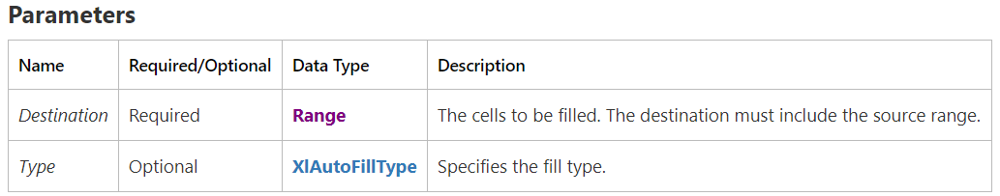 Parameters
Name Required/Optional Data Type Description
Destination Required Range The cells to be filled. The destination must include the source range.
Type Optional XlAutoFillType Specifies the fill type.